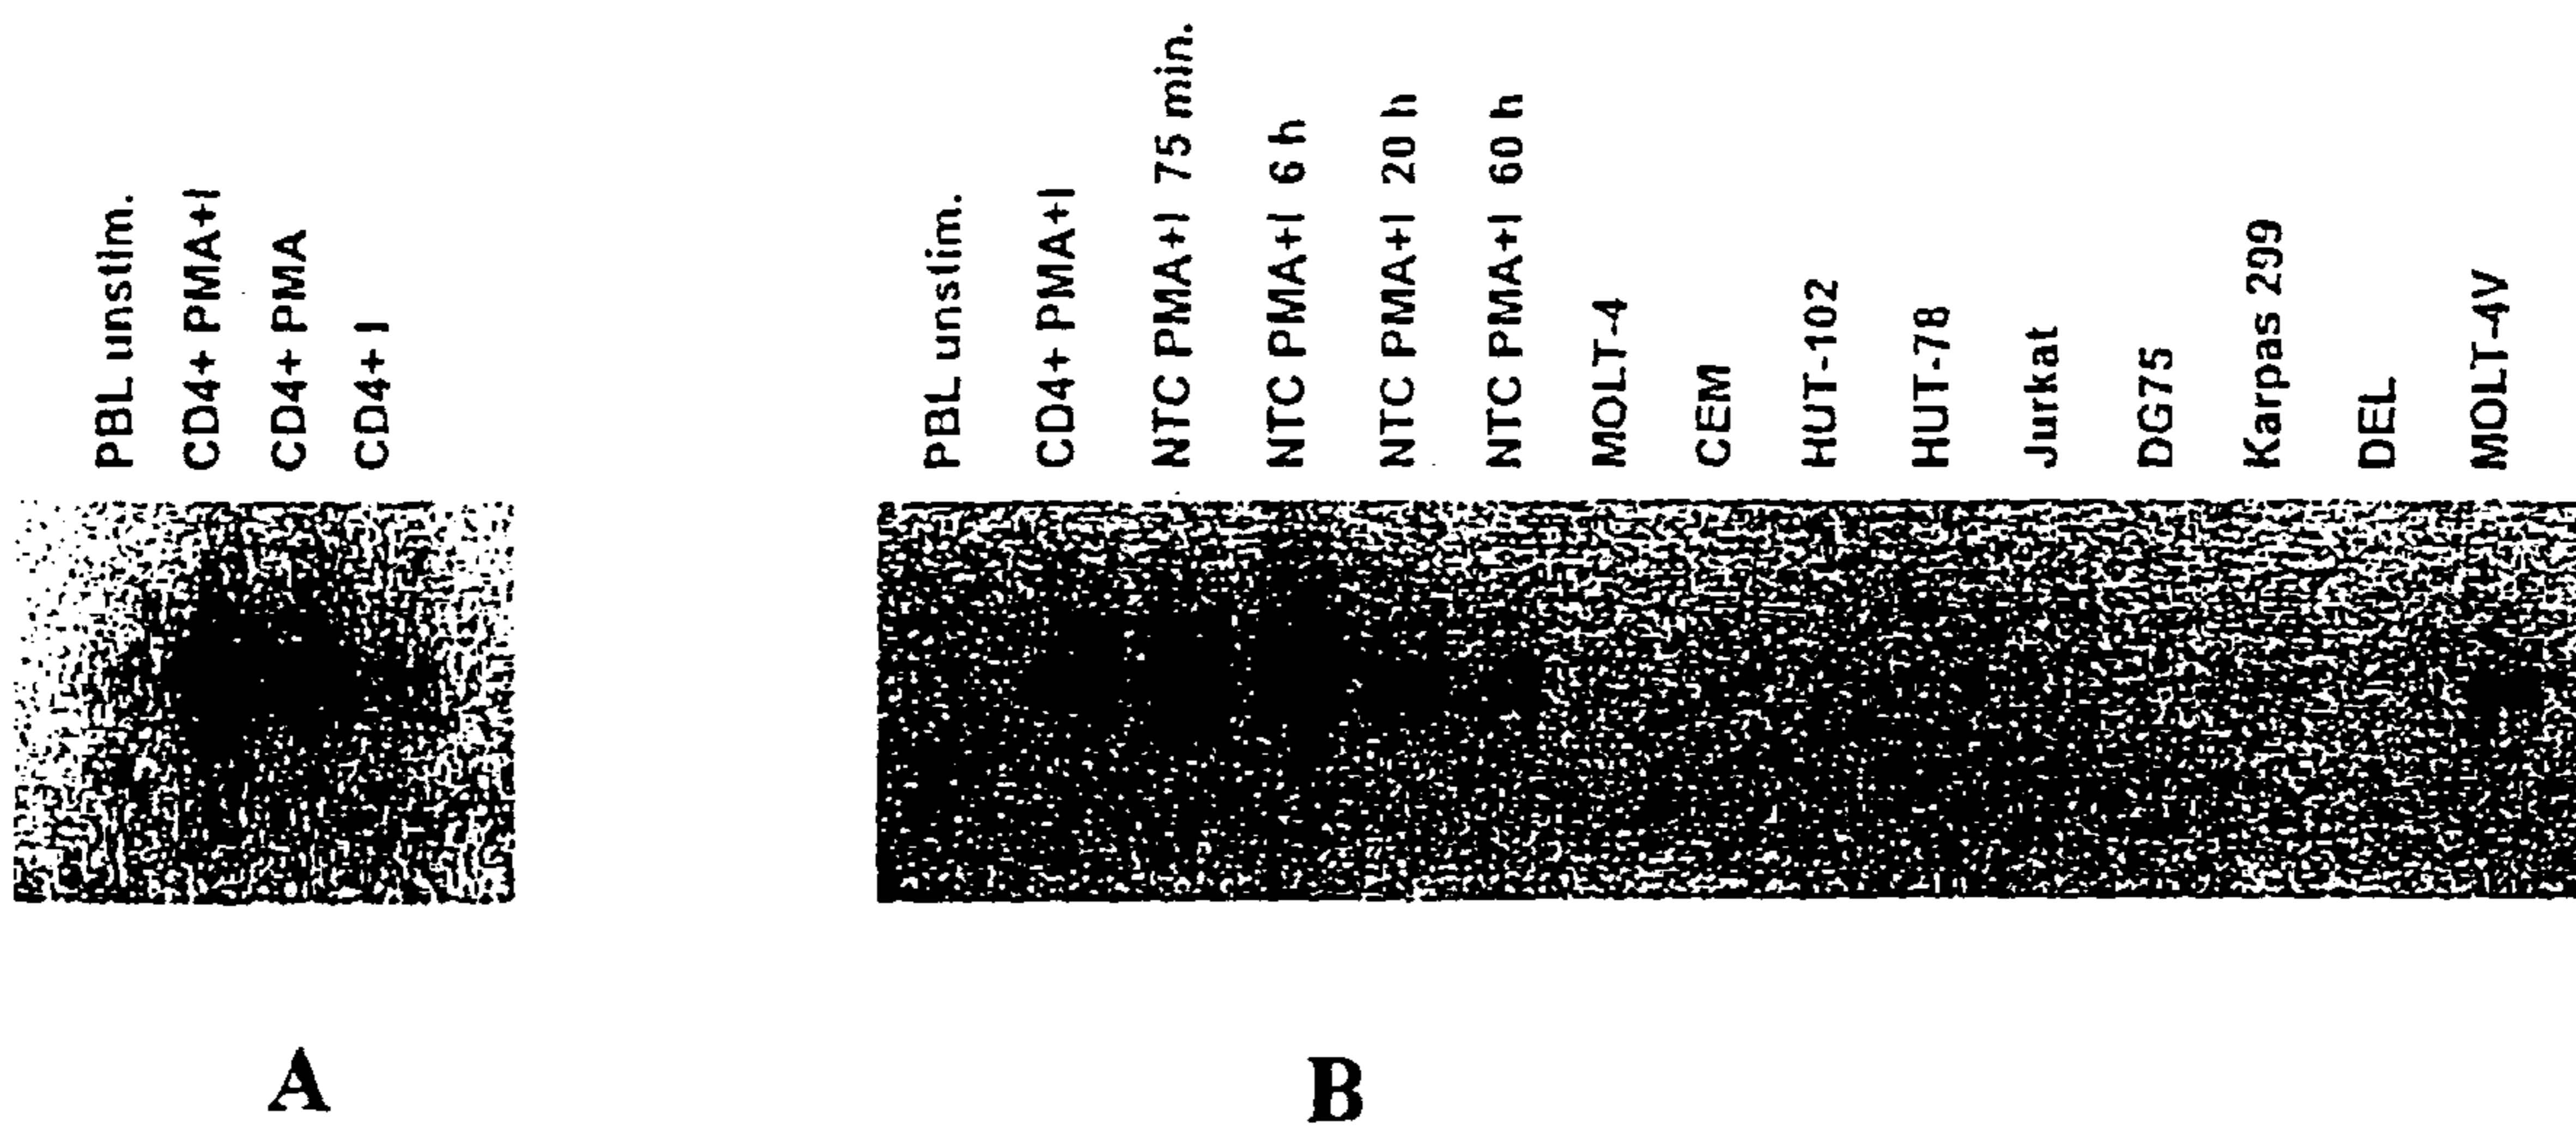 PBL unstim.
CD4+ PMA+I
CD4+ PMA
CD4+ I
PBL unstim.
CD4+ PMA+I
NTC PMA+I 75 min.
NTC PMA+I 6 h
NTC PMA+I 20 h
NTC PMA+I 60 h
MOLT-4
CEM
HUT-102
HUT-78
Jurkat
DG75
Karpas 299
DEL
MOLT-4V
A
B